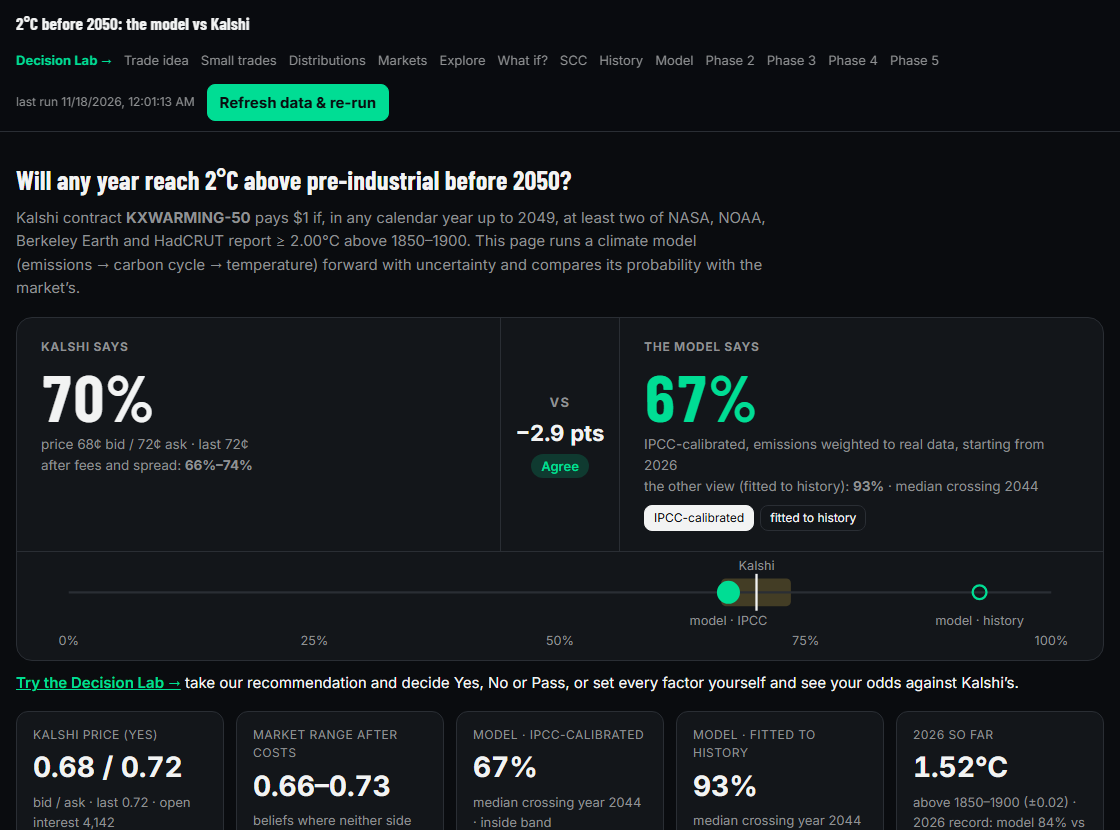 2°C before 2050: the model vs Kalshi
Decision Lab → Trade idea Small trades Distributions Markets Explore What if? SCC History Model Phase 2 Phase 3 Phase 4 Phase 5
last run 11/18/2026, 12:01:13 AM Refresh data & re-run
Will any year reach 2°C above pre-industrial before 2050?
Kalshi contract KXWARMING-50 pays $1 if, in any calendar year up to 2049, at least two of NASA, NOAA,
Berkeley Earth and HadCRUT report ≥ 2.00°C above 1850–1900. This page runs a climate model
(emissions → carbon cycle → temperature) forward with uncertainty and compares its probability with the
market’s.
KALSHI SAYS
70%
price 68¢ bid / 72¢ ask · last 72¢
after fees and spread: 66%–74%
VS
−2.9 pts
Agree
THE MODEL SAYS
67%
IPCC-calibrated, emissions weighted to real data, starting from
2026
the other view (fitted to history): 93% · median crossing 2044
IPCC-calibrated fitted to history
Kalshi
model · IPCC model · history
0% 25% 50% 75% 100%
Try the Decision Lab → take our recommendation and decide Yes, No or Pass, or set every factor yourself and see your odds against Kalshi’s.
KALSHI PRICE (YES)
0.68 / 0.72
bid / ask · last 0.72 · open
interest 4,142
MARKET RANGE AFTER
COSTS
0.66–0.73
beliefs where neither side
MODEL · IPCC-CALIBRATED
67%
median crossing year 2044
· inside band
MODEL · FITTED TO
HISTORY
93%
median crossing year 2044
2026 SO FAR
1.52°C
above 1850–1900 (±0.02) ·
2026 record: model 84% vs